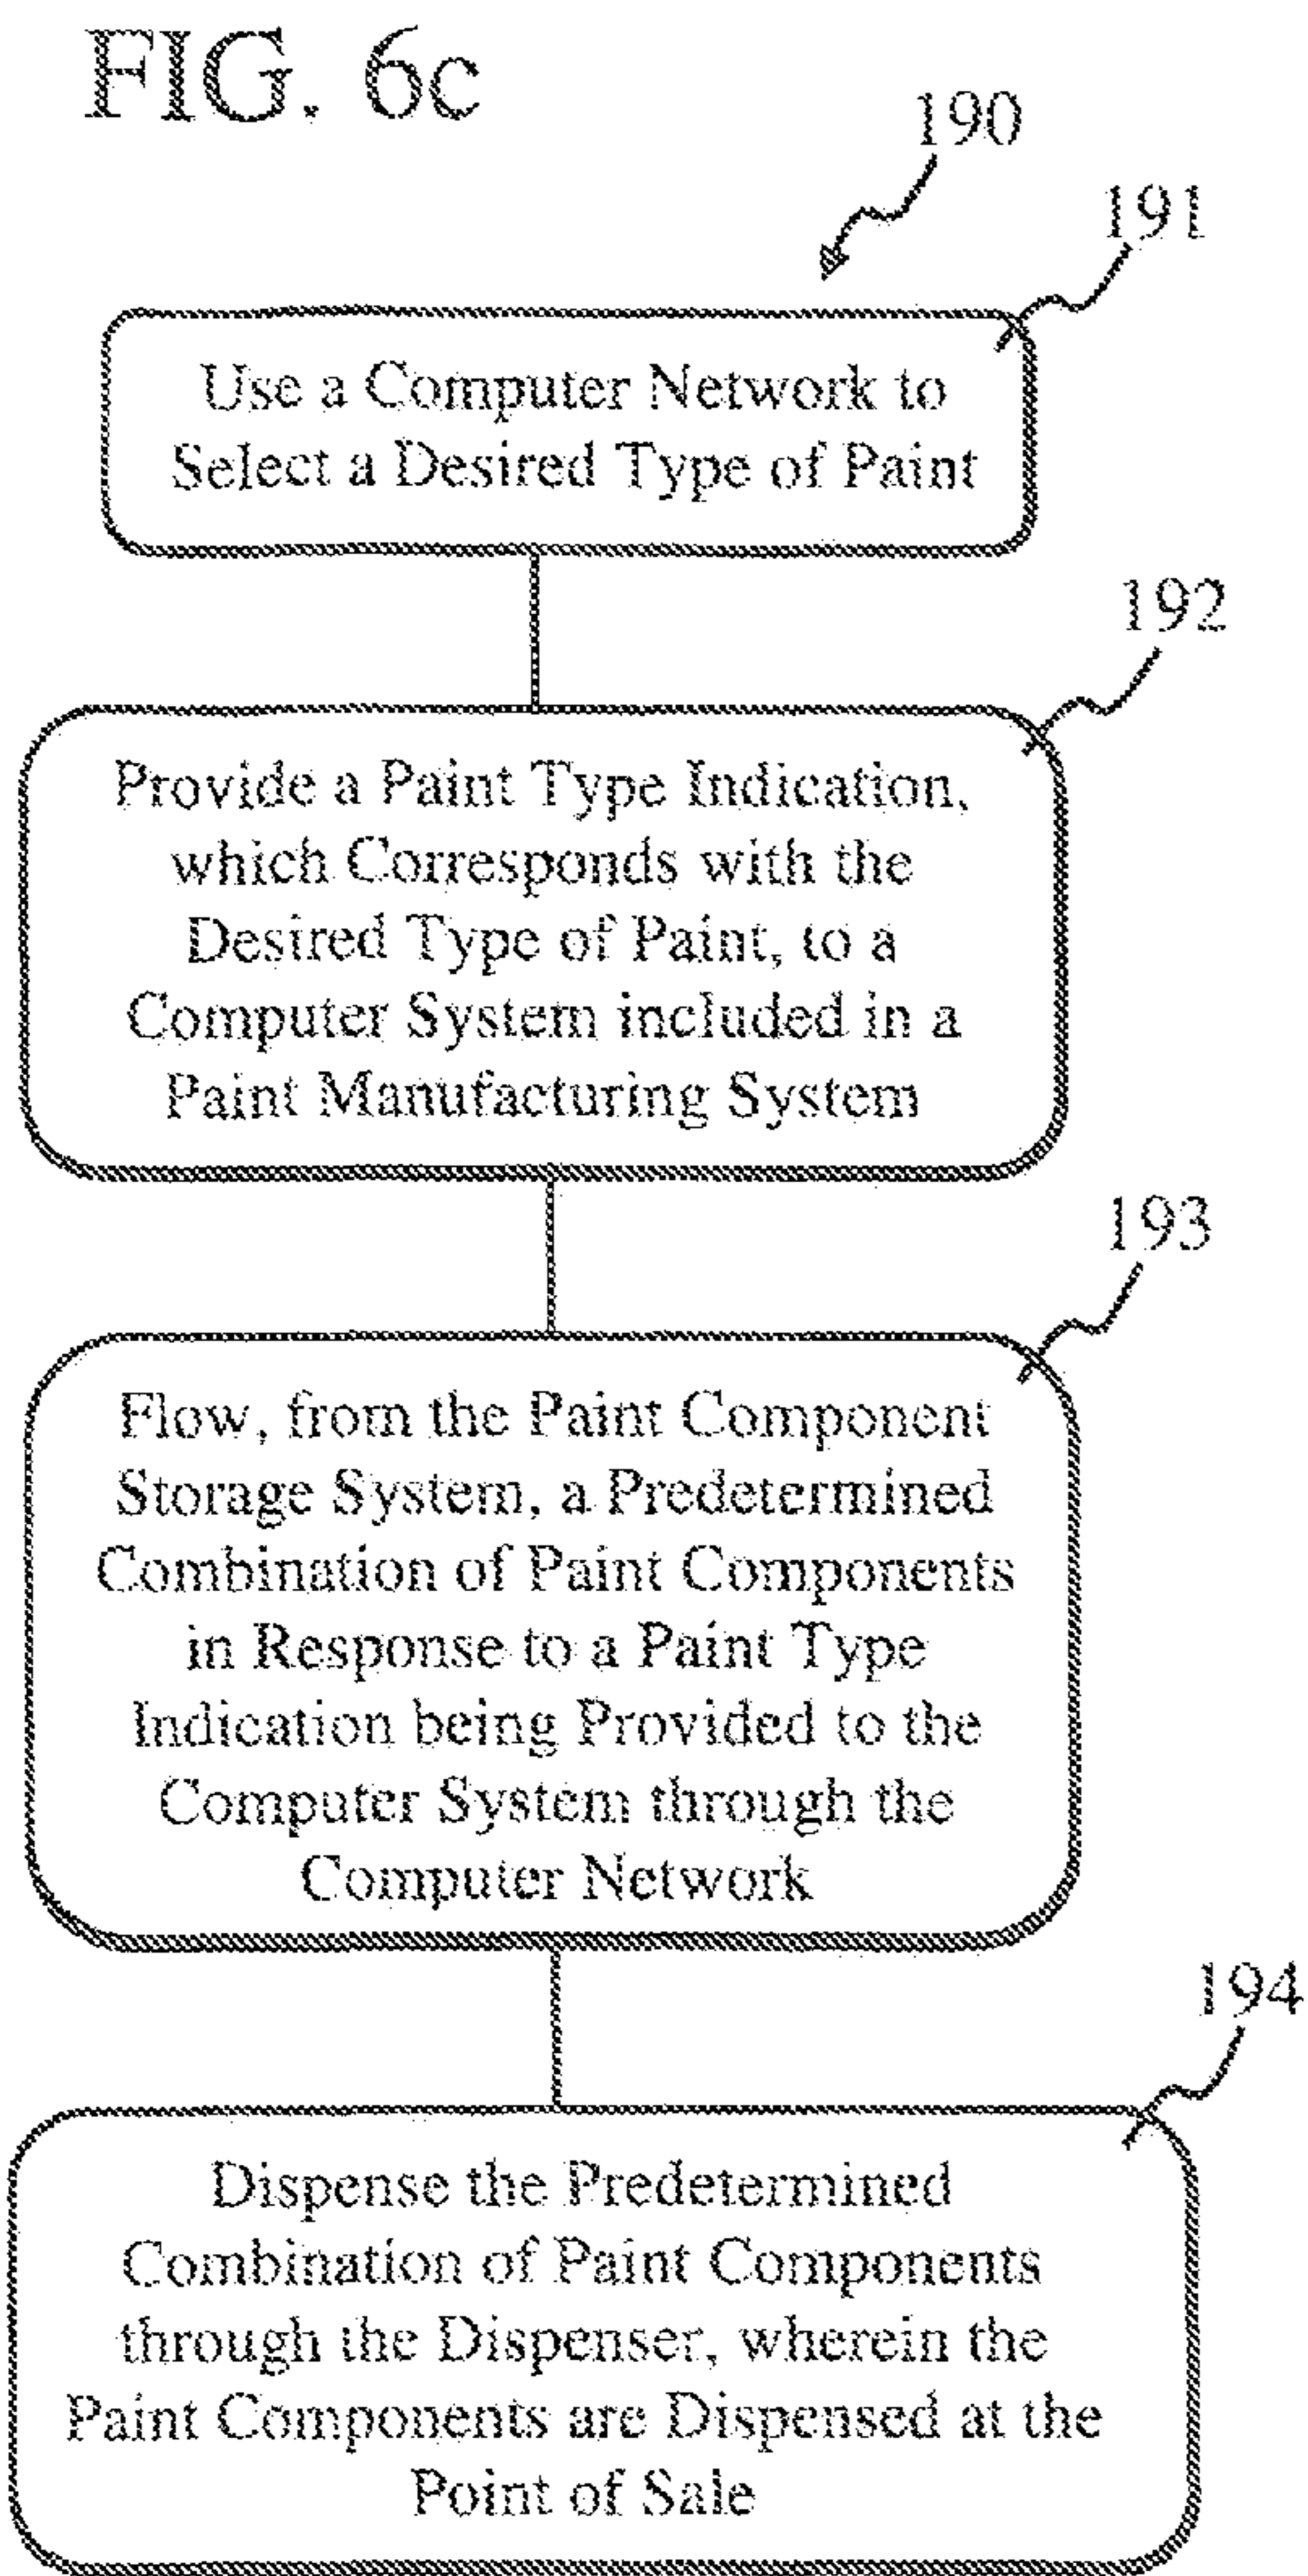 FIG. 6c
190
191
Use a Computer Network to
Select a Desired Type of Paint
192
Provide a Paint Type Indication,
which Corresponds with the
Desired Type of Paint, to a
Computer System included in a
Paint Manufacturing System
193
Flow, from the Paint Component
Storage System, a Predetermined
Combination of Paint Components
in Response to a Paint Type
Indication being Provided to the
Computer System through the
Computer Network
194
Dispense the Predetermined
Combination of Paint Components
through the Dispenser, wherein the
Paint Components are Dispensed at the
Point of Sale